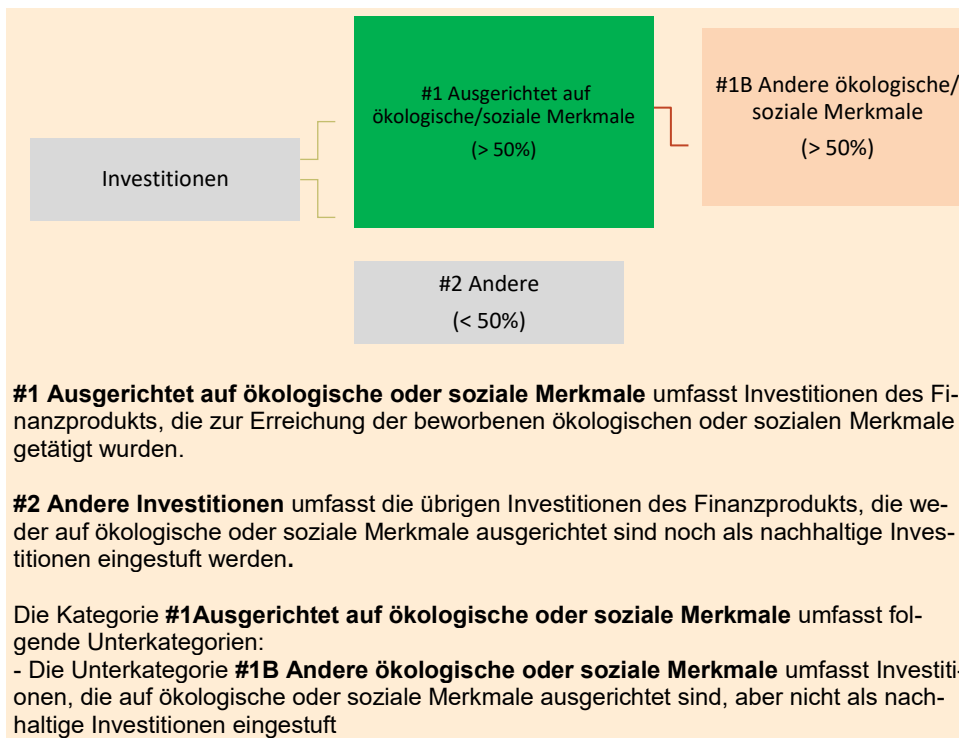 #1 Ausgerichtet auf
ökologische/soziale Merkmale
(> 50%)
#1B Andere ökologische/
soziale Merkmale
(> 50%)
Investitionen
#2 Andere
(< 50%)
#1 Ausgerichtet auf ökologische oder soziale Merkmale umfasst Investitionen des Fi-
nanzprodukts, die zur Erreichung der beworbenen ökologischen oder sozialen Merkmale
getätigt wurden.
#2 Andere Investitionen umfasst die übrigen Investitionen des Finanzprodukts, die we-
der auf ökologische oder soziale Merkmale ausgerichtet sind noch als nachhaltige Inves-
titionen eingestuft werden.
Die Kategorie #1Ausgerichtet auf ökologische oder soziale Merkmale umfasst fol-
gende Unterkategorien:
- Die Unterkategorie #1B Andere ökologische oder soziale Merkmale umfasst Investiti-
onen, die auf ökologische oder soziale Merkmale ausgerichtet sind, aber nicht als nach-
haltige Investitionen eingestuft